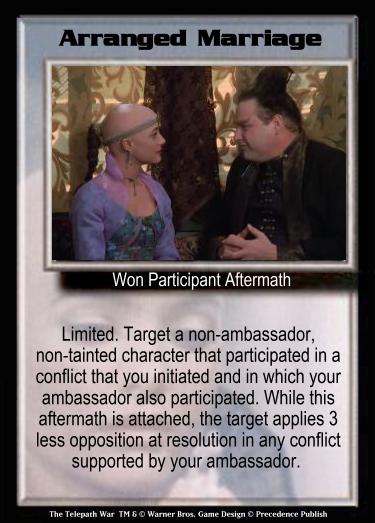 Arranged Marriage
Won Participant Aftermath
Limited. Target a non-ambassador,
non-tainted character that participated in a
conflict that you initiated and in which your
ambassador also participated. While this
aftermath is attached, the target applies 3
less opposition at resolution in any conflict
supported by your ambassador.
The Telepath War TM & © Warner Bros. Game Design © Precedence Publish